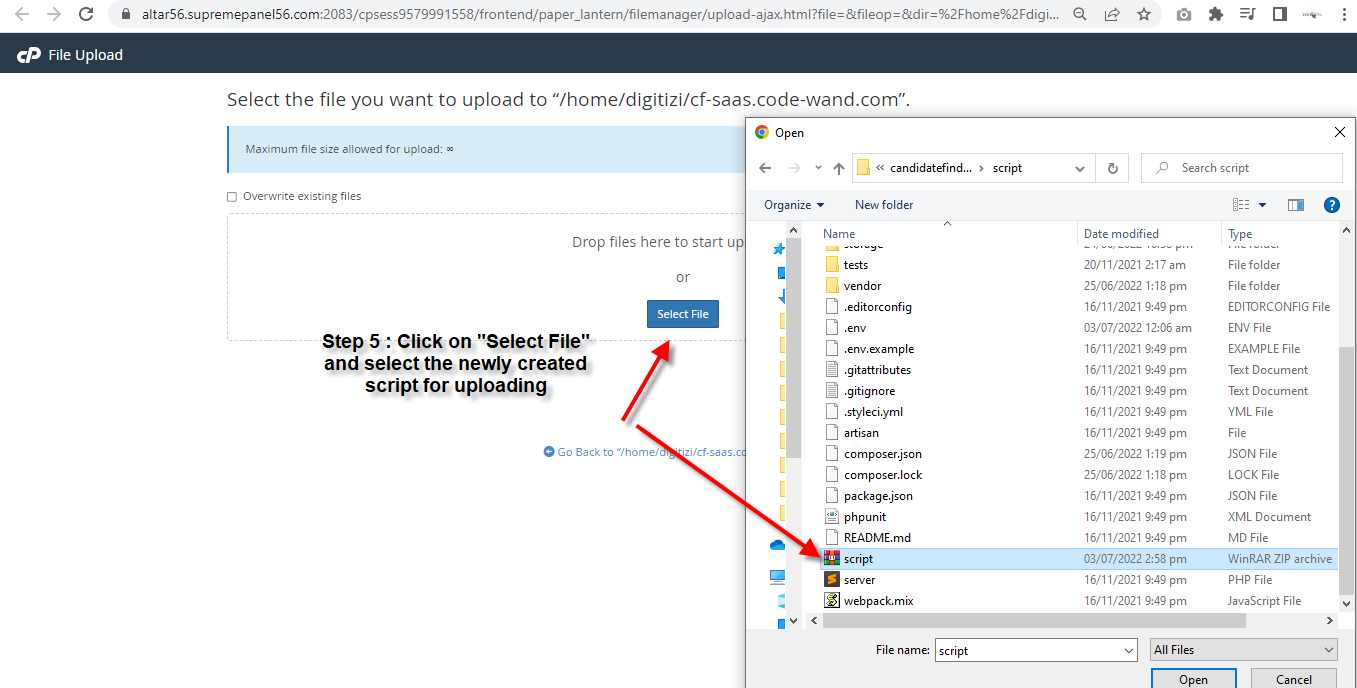 altar56.supremepanel56.com:2083/cpsess9579991558/frontend/paper_lantern/filemanager/upload-ajax.html?file=&fileop=&dir=%2Fhome%2Fdigi...
cP File Upload
Select the file you want to upload to “/home/digitizi/cf-saas.code-wand.com”.
Maximum file size allowed for upload: ∞
Overwrite existing files
Drop files here to start up
or
Select File
Step 5 : Click on "Select File"
and select the newly created
script for uploading
Go Back to “/home/digitizi/cf-saas.co
Open
« candidatefind... › script
Search script
Organize
New folder
?
Name Date modified Type
storage 24/06/2022 10:58 pm File folder
tests 20/11/2021 2:17 am File folder
vendor 25/06/2022 1:18 pm File folder
.editorconfig 16/11/2021 9:49 pm EDITORCONFIG File
.env 03/07/2022 12:06 am ENV File
.env.example 16/11/2021 9:49 pm EXAMPLE File
.gitattributes 16/11/2021 9:49 pm Text Document
.gitignore 16/11/2021 9:49 pm Text Document
.styleci.yml 16/11/2021 9:49 pm YML File
artisan 16/11/2021 9:49 pm File
composer.json 25/06/2022 1:19 pm JSON File
composer.lock 25/06/2022 1:18 pm LOCK File
package.json 16/11/2021 9:49 pm JSON File
phpunit 16/11/2021 9:49 pm XML Document
README.md 16/11/2021 9:49 pm MD File
script 03/07/2022 2:58 pm WinRAR ZIP archive
server 16/11/2021 9:49 pm PHP File
webpack.mix 16/11/2021 9:49 pm JavaScript File
File name: script All Files
Open Cancel